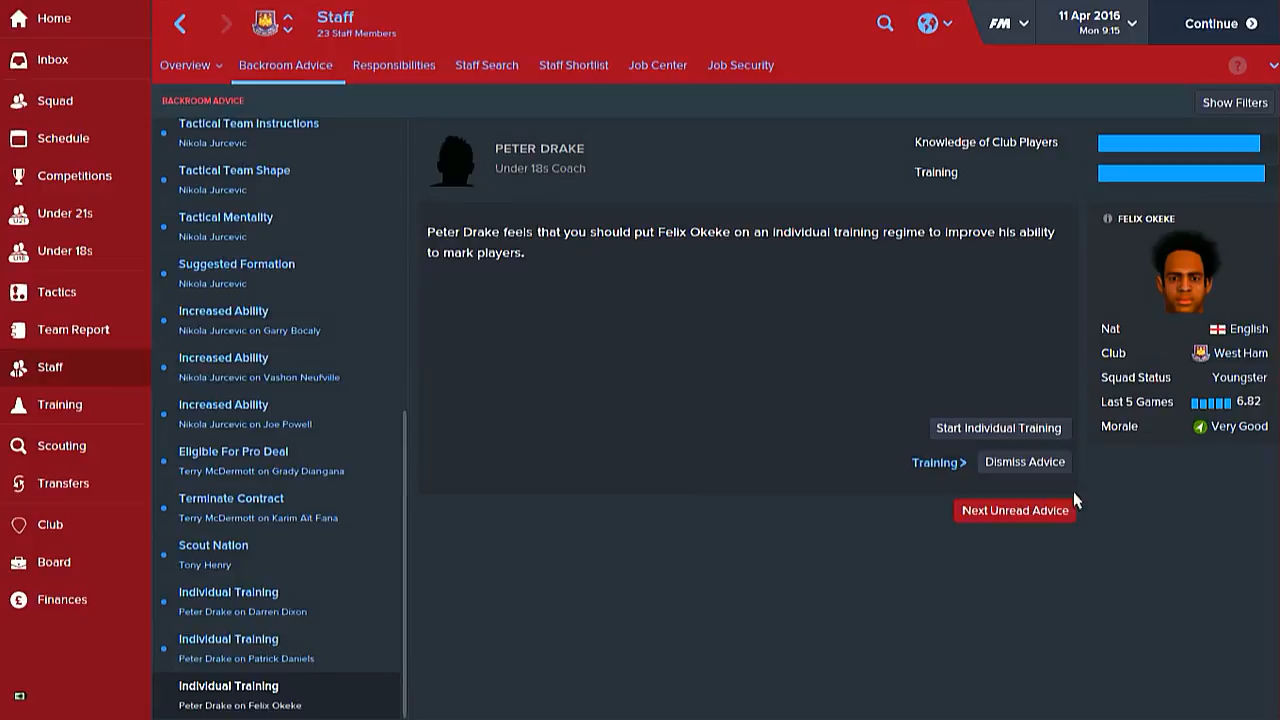 Home
Inbox
Squad
Schedule
Competitions
Under 21s
Under 18s
Tactics
Team Report
Staff
Training
Scouting
Transfers
Club
Board
Finances
Staff
23 Staff Members
FM
11 Apr 2016
Mon 9:15
Continue
Overview
Backroom Advice
Responsibilities
Staff Search
Staff Shortlist
Job Center
Job Security
?
BACKROOM ADVICE
Show Filters
Tactical Team Instructions
Nikola Jurcevic
Tactical Team Shape
Nikola Jurcevic
Tactical Mentality
Nikola Jurcevic
Suggested Formation
Nikola Jurcevic
Increased Ability
Nikola Jurcevic on Garry Bocaly
Increased Ability
Nikola Jurcevic on Vashon Neufville
Increased Ability
Nikola Jurcevic on Joe Powell
Eligible For Pro Deal
Terry McDermott on Grady Diangana
Terminate Contract
Terry McDermott on Karim Aït Fana
Scout Nation
Tony Henry
Individual Training
Peter Drake on Darren Dixon
Individual Training
Peter Drake on Patrick Daniels
Individual Training
Peter Drake on Felix Okeke
PETER DRAKE
Under 18s Coach
Knowledge of Club Players
Training
Peter Drake feels that you should put Felix Okeke on an individual training regime to improve his ability
to mark players.
Start Individual Training
Training >
Dismiss Advice
Next Unread Advice
FELIX OKEKE
Nat English
Club West Ham
Squad Status Youngster
Last 5 Games 6.82
Morale Very Good